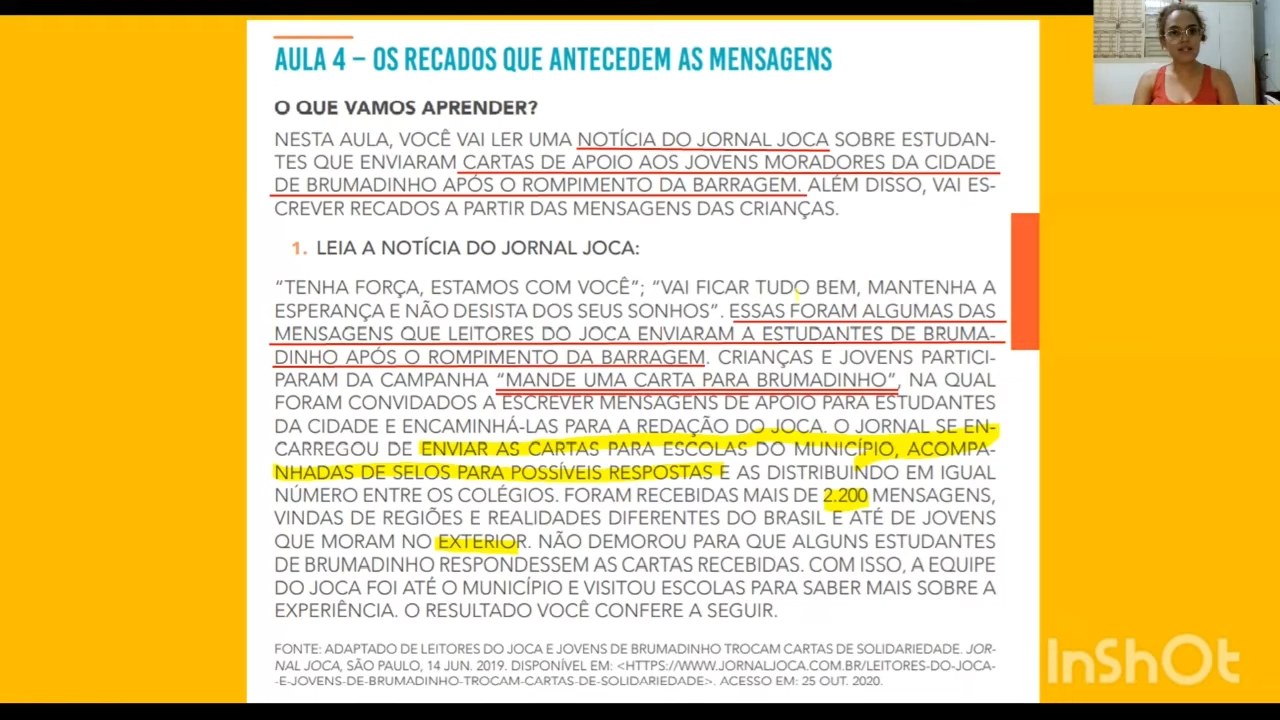 AULA 4 – OS RECADOS QUE ANTECEDEM AS MENSAGENS
O QUE VAMOS APRENDER?
NESTA AULA, VOCÊ VAI LER UMA NOTÍCIA DO JORNAL JOCA SOBRE ESTUDAN-
TES QUE ENVIARAM CARTAS DE APOIO AOS JOVENS MORADORES DA CIDADE
DE BRUMADINHO APÓS O ROMPIMENTO DA BARRAGEM. ALÉM DISSO, VAI ES-
CREVER RECADOS A PARTIR DAS MENSAGENS DAS CRIANÇAS.
1. LEIA A NOTÍCIA DO JORNAL JOCA:
“TENHA FORÇA, ESTAMOS COM VOCÊ”; “VAI FICAR TUDO BEM, MANTENHA A
ESPERANÇA E NÃO DESISTA DOS SEUS SONHOS”. ESSAS FORAM ALGUMAS DAS
MENSAGENS QUE LEITORES DO JOCA ENVIARAM A ESTUDANTES DE BRUMA-
DINHO APÓS O ROMPIMENTO DA BARRAGEM. CRIANÇAS E JOVENS PARTICI-
PARAM DA CAMPANHA “MANDE UMA CARTA PARA BRUMADINHO”, NA QUAL
FORAM CONVIDADOS A ESCREVER MENSAGENS DE APOIO PARA ESTUDANTES
DA CIDADE E ENCAMINHÁ-LAS PARA A REDAÇÃO DO JOCA. O JORNAL SE EN-
CARREGOU DE ENVIAR AS CARTAS PARA ESCOLAS DO MUNICÍPIO, ACOMPA-
NHADAS DE SELOS PARA POSSÍVEIS RESPOSTAS E AS DISTRIBUINDO EM IGUAL
NÚMERO ENTRE OS COLÉGIOS. FORAM RECEBIDAS MAIS DE 2.200 MENSAGENS,
VINDAS DE REGIÕES E REALIDADES DIFERENTES DO BRASIL E ATÉ DE JOVENS
QUE MORAM NO EXTERIOR. NÃO DEMOROU PARA QUE ALGUNS ESTUDANTES
DE BRUMADINHO RESPONDESSEM AS CARTAS RECEBIDAS. COM ISSO, A EQUIPE
DO JOCA FOI ATÉ O MUNICÍPIO E VISITOU ESCOLAS PARA SABER MAIS SOBRE A
EXPERIÊNCIA. O RESULTADO VOCÊ CONFERE A SEGUIR.
FONTE: ADAPTADO DE LEITORES DO JOCA E JOVENS DE BRUMADINHO TROCAM CARTAS DE SOLIDARIEDADE. JOR-
NAL JOCA, SÃO PAULO, 14 JUN. 2019. DISPONÍVEL EM: <HTTPS://WWW.JORNALJOCA.COM.BR/LEITORES-DO-JOCA-
-E-JOVENS-DE-BRUMADINHO-TROCAM-CARTAS-DE-SOLIDARIEDADE>. ACESSO EM: 25 OUT. 2020.
InShOt